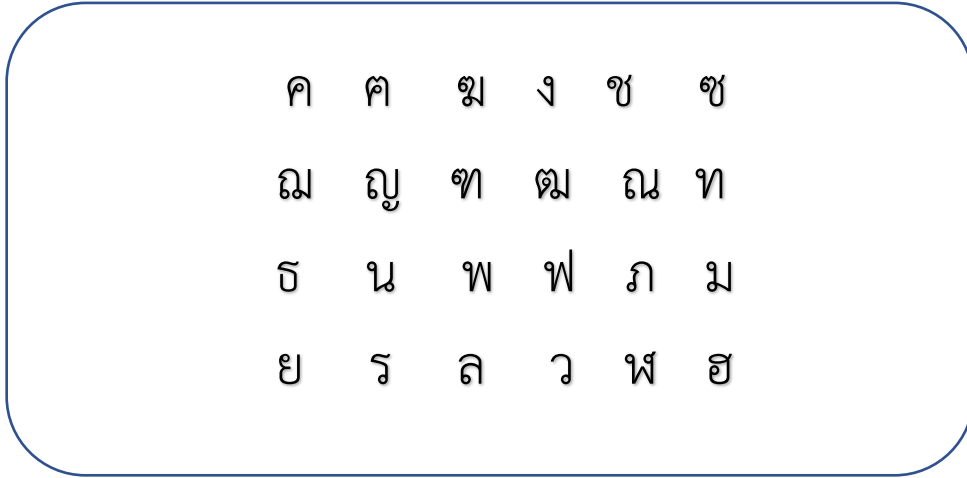 ค ฅ ฆ ง ช ซ
ฌ ญ ฑ ฒ ณ ท
ธ น พ ฟ ภ ม
ย ร ล ว ฬ ฮ